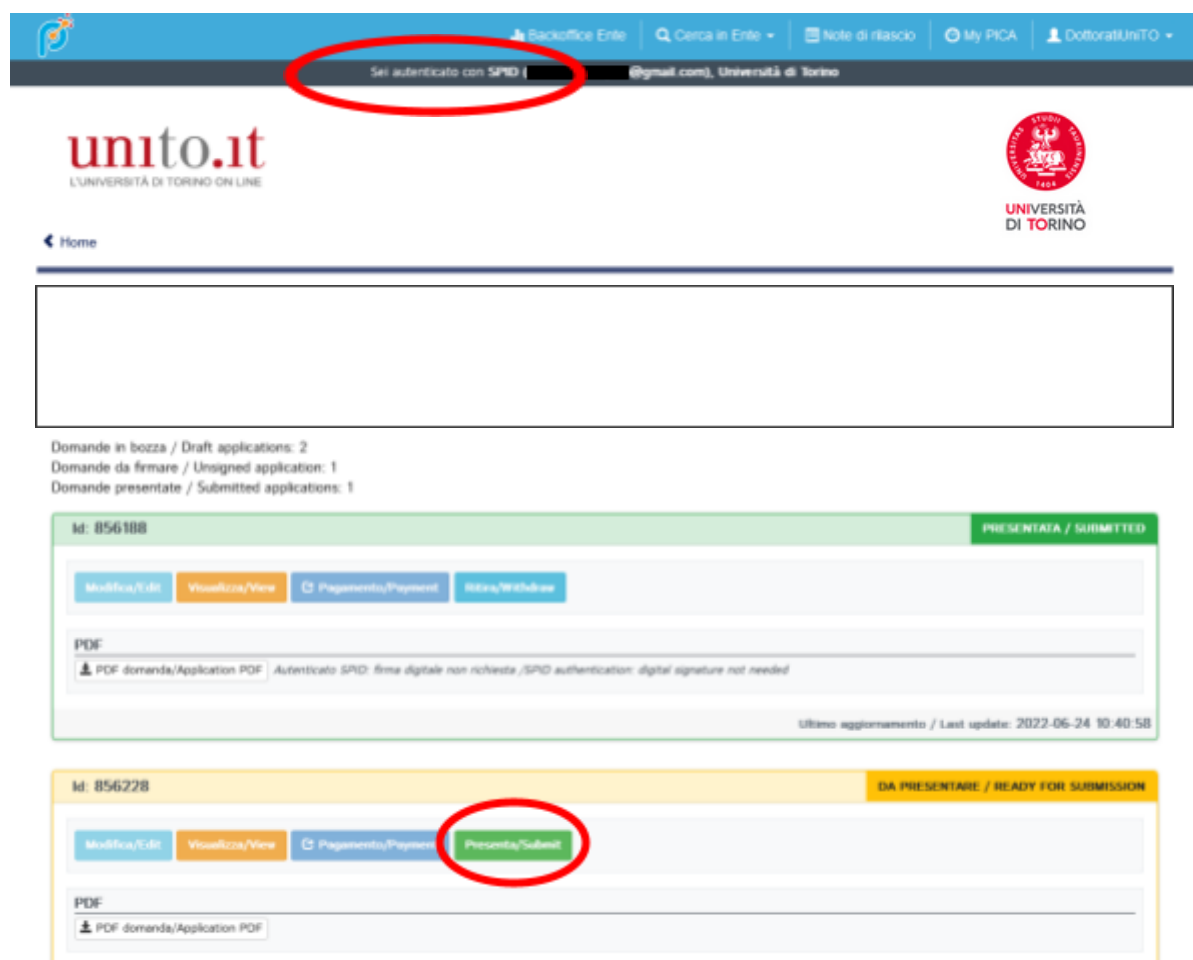 Backoffice Ente Cerca in Ente Note di rilascio My PICA DottoratiUniTO
Sei autenticato con SPID ( @gmail.com), Università di Torino
unito.it
L'UNIVERSITÀ DI TORINO ON LINE
UNIVERSITÀ
DI TORINO
Home
Domande in bozza / Draft applications: 2
Domande da firmare / Unsigned application: 1
Domande presentate / Submitted applications: 1
Id: 856188 PRESENTATA / SUBMITTED
Modifica/Edit Visualizza/View Pagamento/Payment Ritira/Withdraw
PDF
PDF domanda/Application PDF Autenticato SPID: firma digitale non richiesta /SPID authentication: digital signature not needed
Ultimo aggiornamento / Last update: 2022-06-24 10:40:58
Id: 856228 DA PRESENTARE / READY FOR SUBMISSION
Modifica/Edit Visualizza/View Pagamento/Payment Presenta/Submit
PDF
PDF domanda/Application PDF